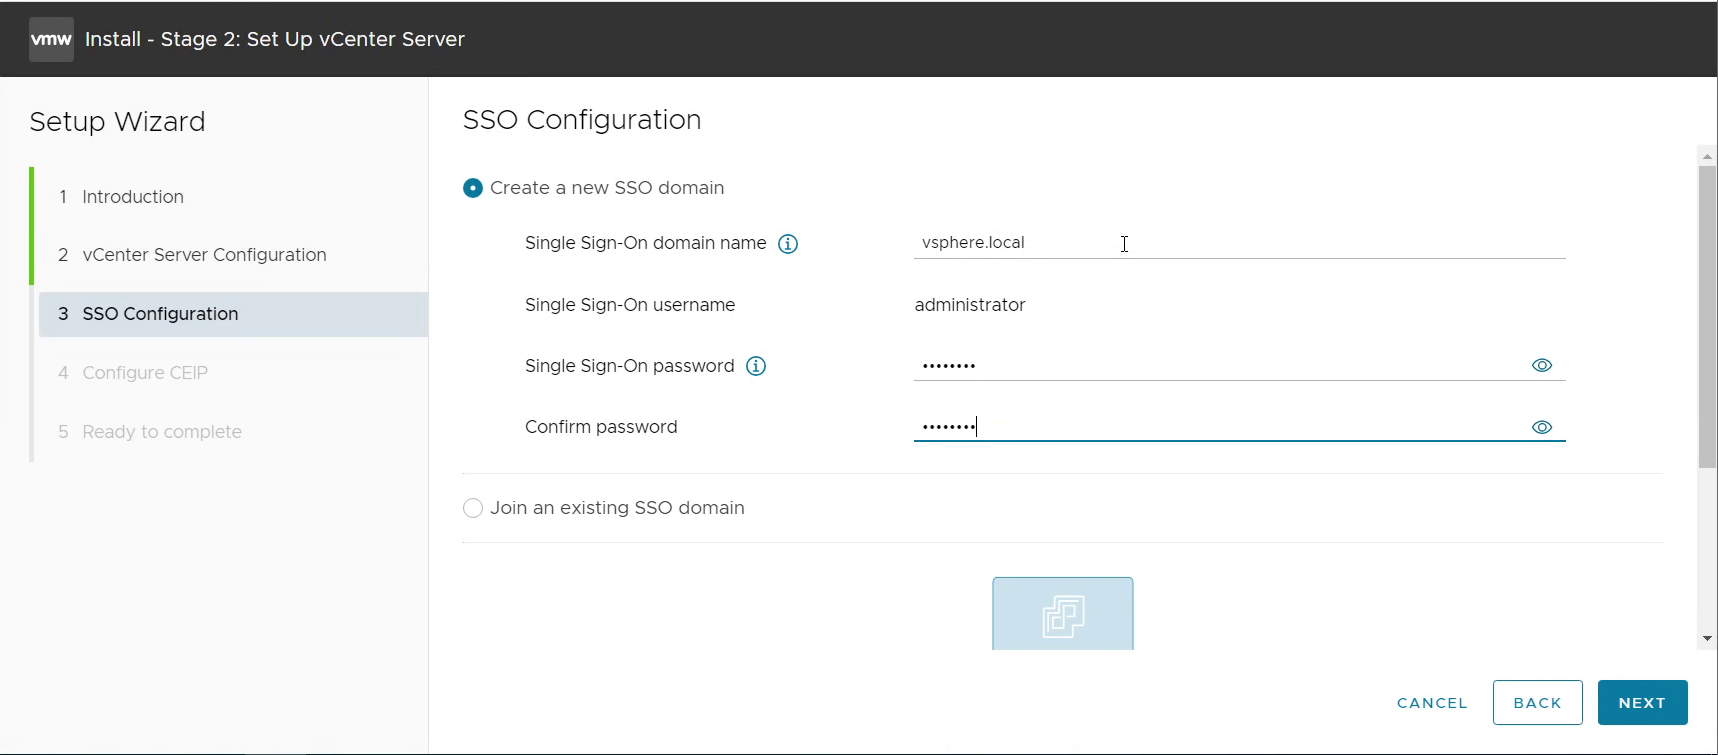 vmw Install - Stage 2: Set Up vCenter Server
Setup Wizard
1 Introduction
2 vCenter Server Configuration
3 SSO Configuration
4 Configure CEIP
5 Ready to complete
SSO Configuration
Create a new SSO domain
Single Sign-On domain name vsphere.local
Single Sign-On username administrator
Single Sign-On password ••••••••
Confirm password ••••••••
Join an existing SSO domain
CANCEL BACK NEXT